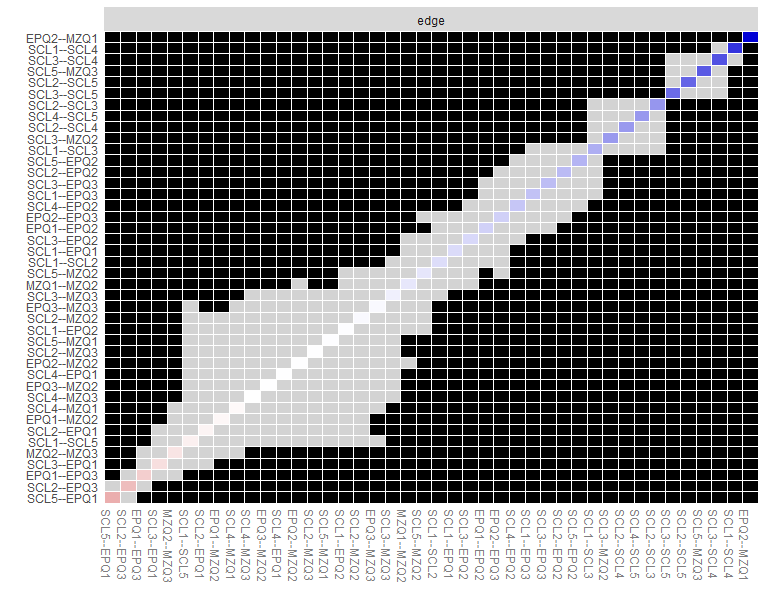 edge
EPQ2--MZQ1
SCL1--SCL4
SCL3--SCL4
SCL5--MZQ3
SCL2--SCL5
SCL3--SCL5
SCL2--SCL3
SCL4--SCL5
SCL2--SCL4
SCL3--MZQ2
SCL1--SCL3
SCL5--EPQ2
SCL2--EPQ2
SCL3--EPQ3
SCL1--EPQ3
SCL4--EPQ2
EPQ2--EPQ3
EPQ1--EPQ2
SCL3--EPQ2
SCL1--EPQ1
SCL1--SCL2
SCL5--MZQ2
MZQ1--MZQ2
SCL3--MZQ3
EPQ3--MZQ3
SCL2--MZQ2
SCL1--EPQ2
SCL5--MZQ1
SCL2--MZQ3
EPQ2--MZQ2
SCL4--EPQ1
EPQ3--MZQ2
SCL4--MZQ3
SCL4--MZQ1
EPQ1--MZQ2
SCL2--EPQ1
SCL1--SCL5
MZQ2--MZQ3
SCL3--EPQ1
EPQ1--EPQ3
SCL2--EPQ3
SCL5--EPQ1
SCL5--EPQ1
SCL2--EPQ3
EPQ1--EPQ3
SCL3--EPQ1
MZQ2--MZQ3
SCL1--SCL5
SCL2--EPQ1
EPQ1--MZQ2
SCL4--MZQ1
SCL4--MZQ3
EPQ3--MZQ2
SCL4--EPQ1
EPQ2--MZQ2
SCL2--MZQ3
SCL5--MZQ1
SCL1--EPQ2
SCL2--MZQ2
EPQ3--MZQ3
SCL3--MZQ3
MZQ1--MZQ2
SCL5--MZQ2
SCL1--SCL2
SCL1--EPQ1
SCL3--EPQ2
EPQ1--EPQ2
EPQ2--EPQ3
SCL4--EPQ2
SCL1--EPQ3
SCL3--EPQ3
SCL2--EPQ2
SCL5--EPQ2
SCL1--SCL3
SCL3--MZQ2
SCL2--SCL4
SCL4--SCL5
SCL2--SCL3
SCL3--SCL5
SCL2--SCL5
SCL5--MZQ3
SCL3--SCL4
SCL1--SCL4
EPQ2--MZQ1